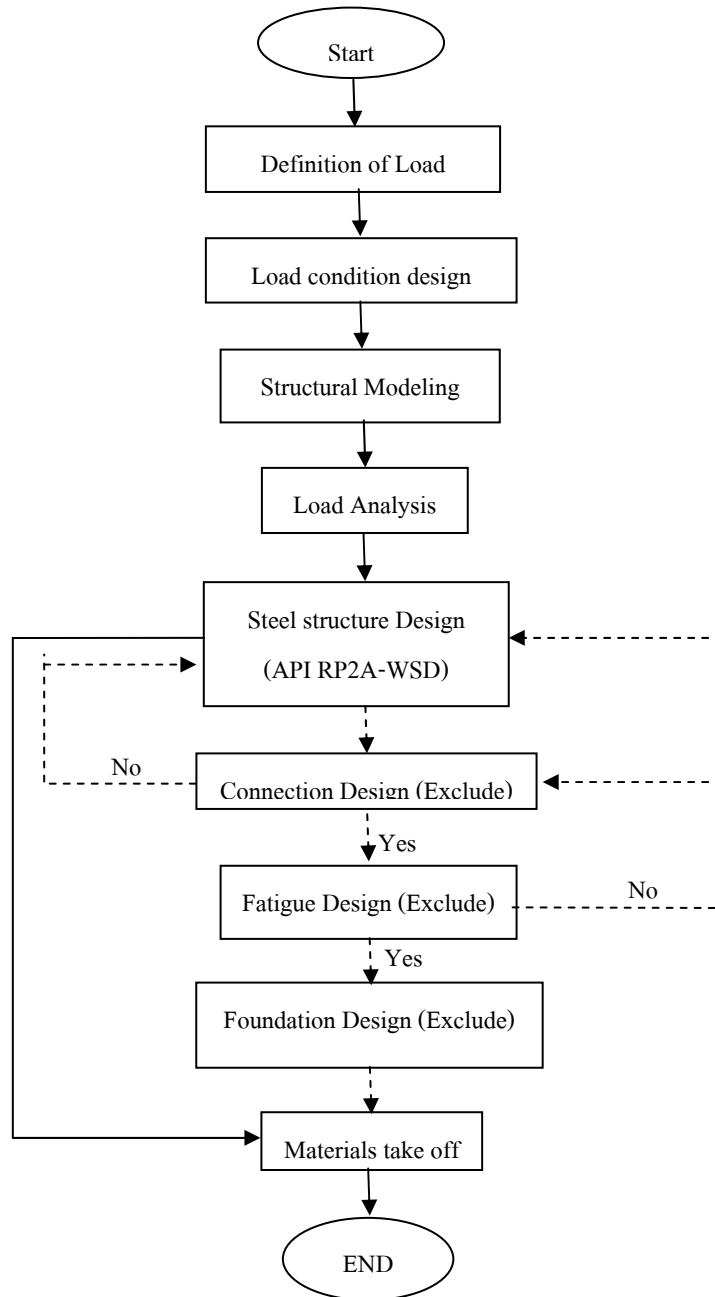 Start
Definition of Load
Load condition design
Structural Modeling
Load Analysis
Steel structure Design
(API RP2A-WSD)
No
Connection Design (Exclude)
Yes
Fatigue Design (Exclude)
No
Yes
Foundation Design (Exclude)
Materials take off
END